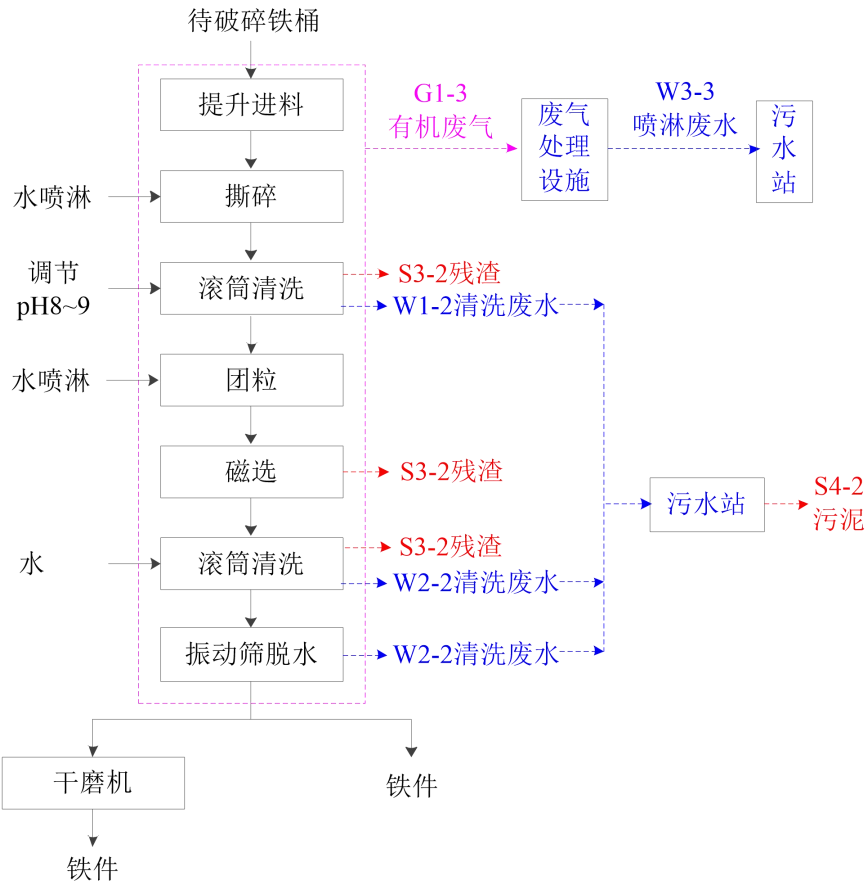 待破碎铁桶
提升进料
G1-3
有机废气
废气
处理
设施
W3-3
喷淋废水
污
水
站
水喷淋
撕碎
调节
pH8~9
滚筒清洗
S3-2残渣
W1-2清洗废水
水喷淋
团粒
磁选
S3-2残渣
污水站
S4-2
污泥
水
滚筒清洗
S3-2残渣
W2-2清洗废水
振动筛脱水
W2-2清洗废水
干磨机
铁件
铁件